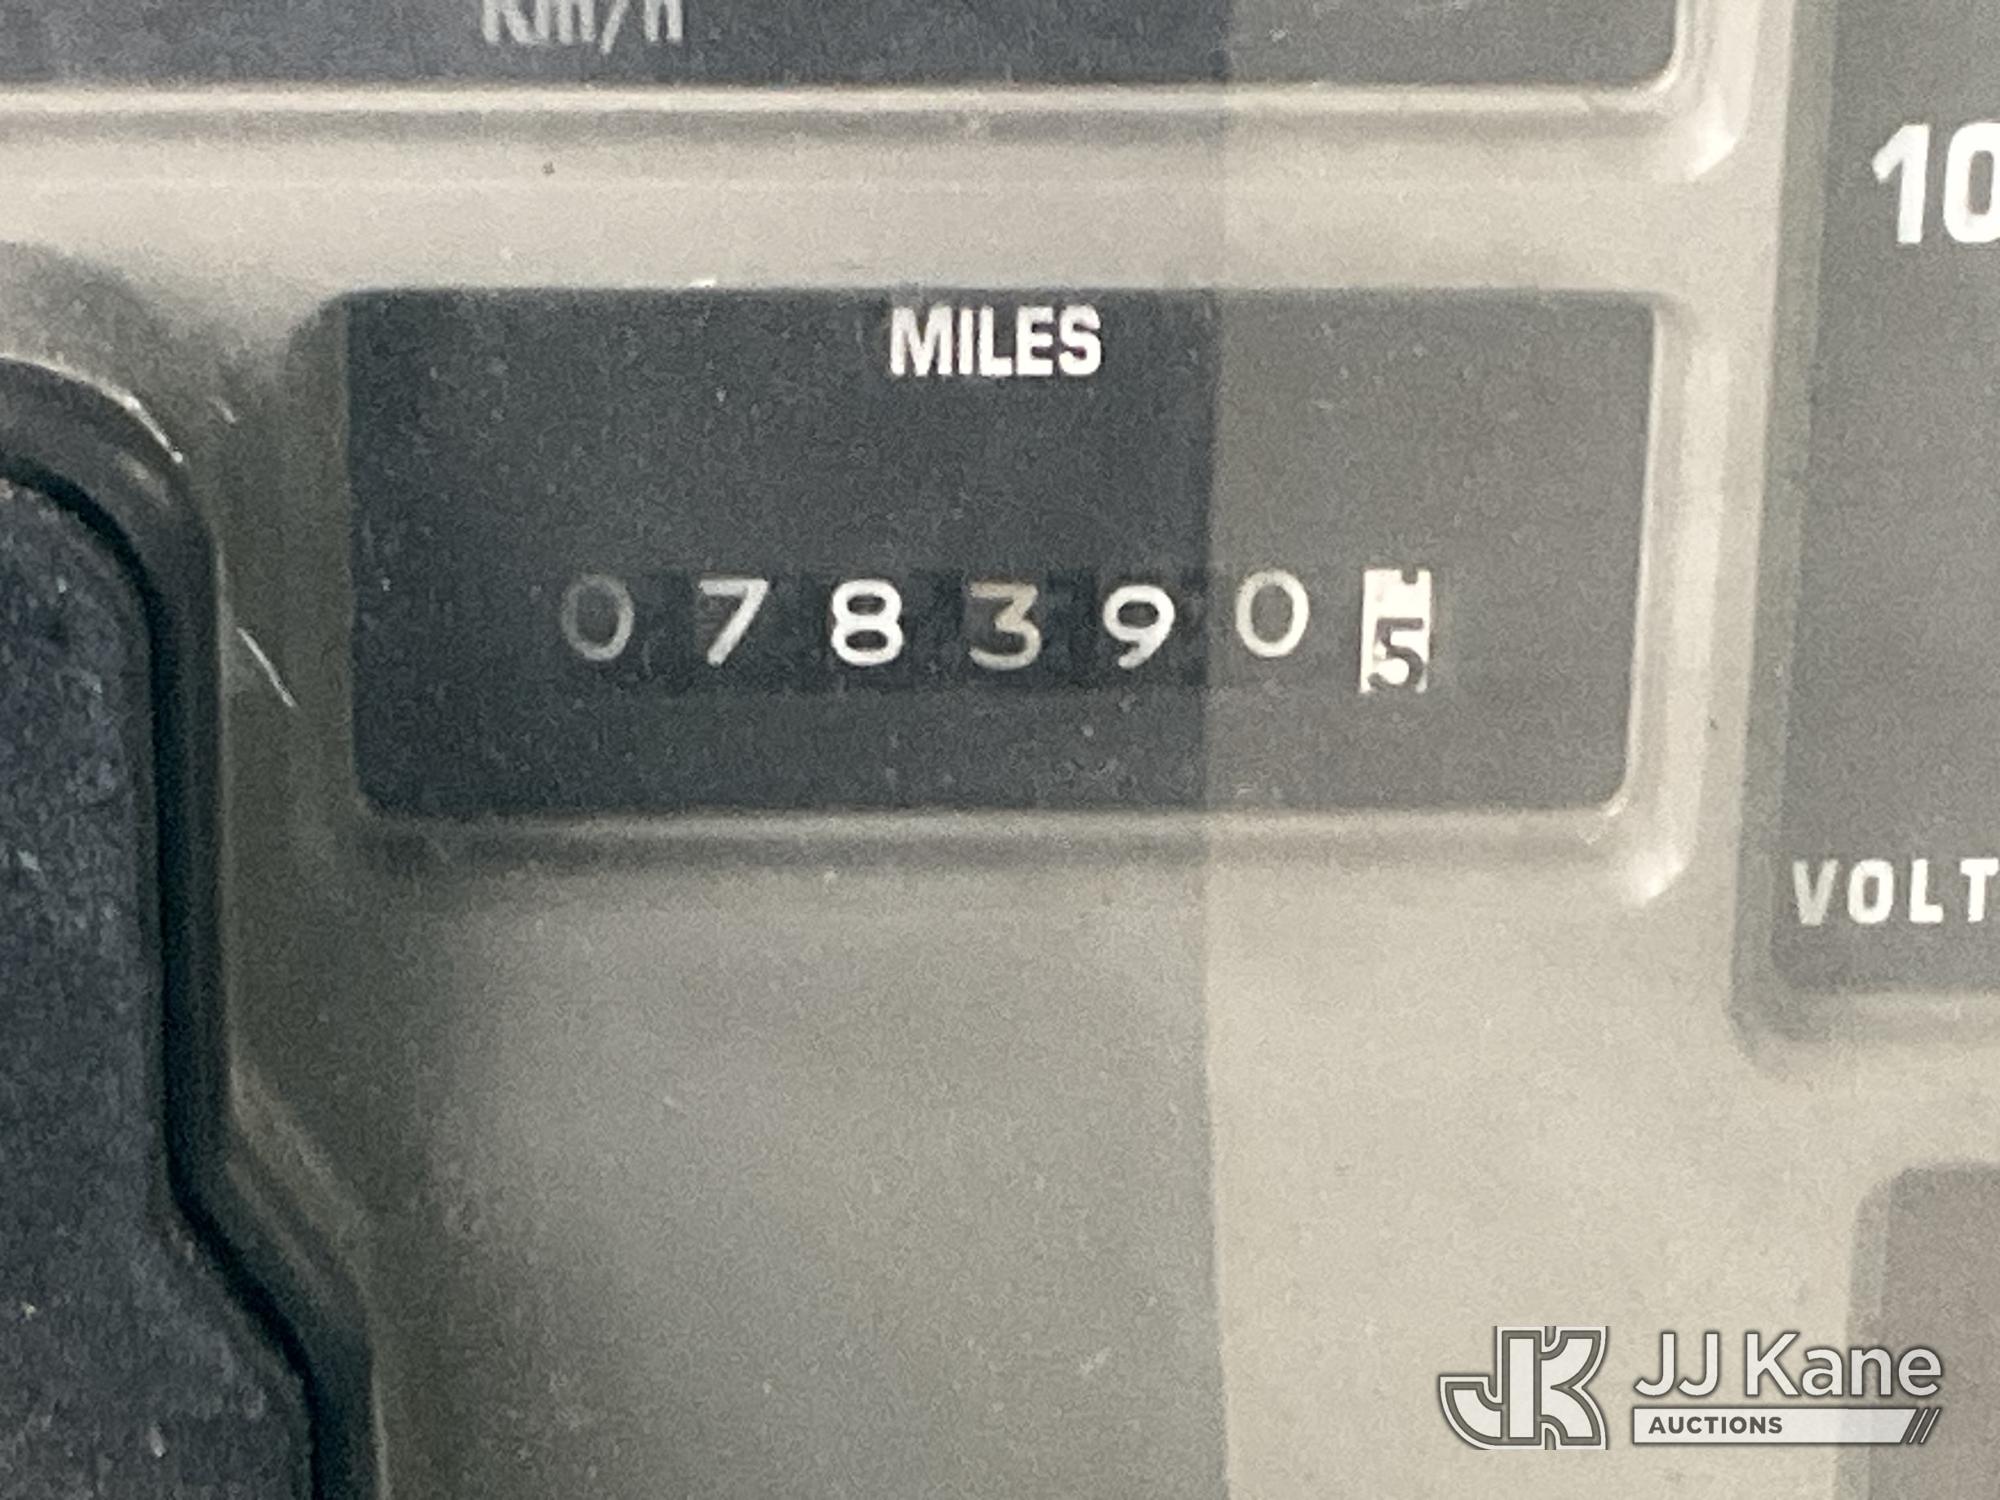 Km/h
10
MILES
0783905
VOLT
JJ Kane
AUCTIONS